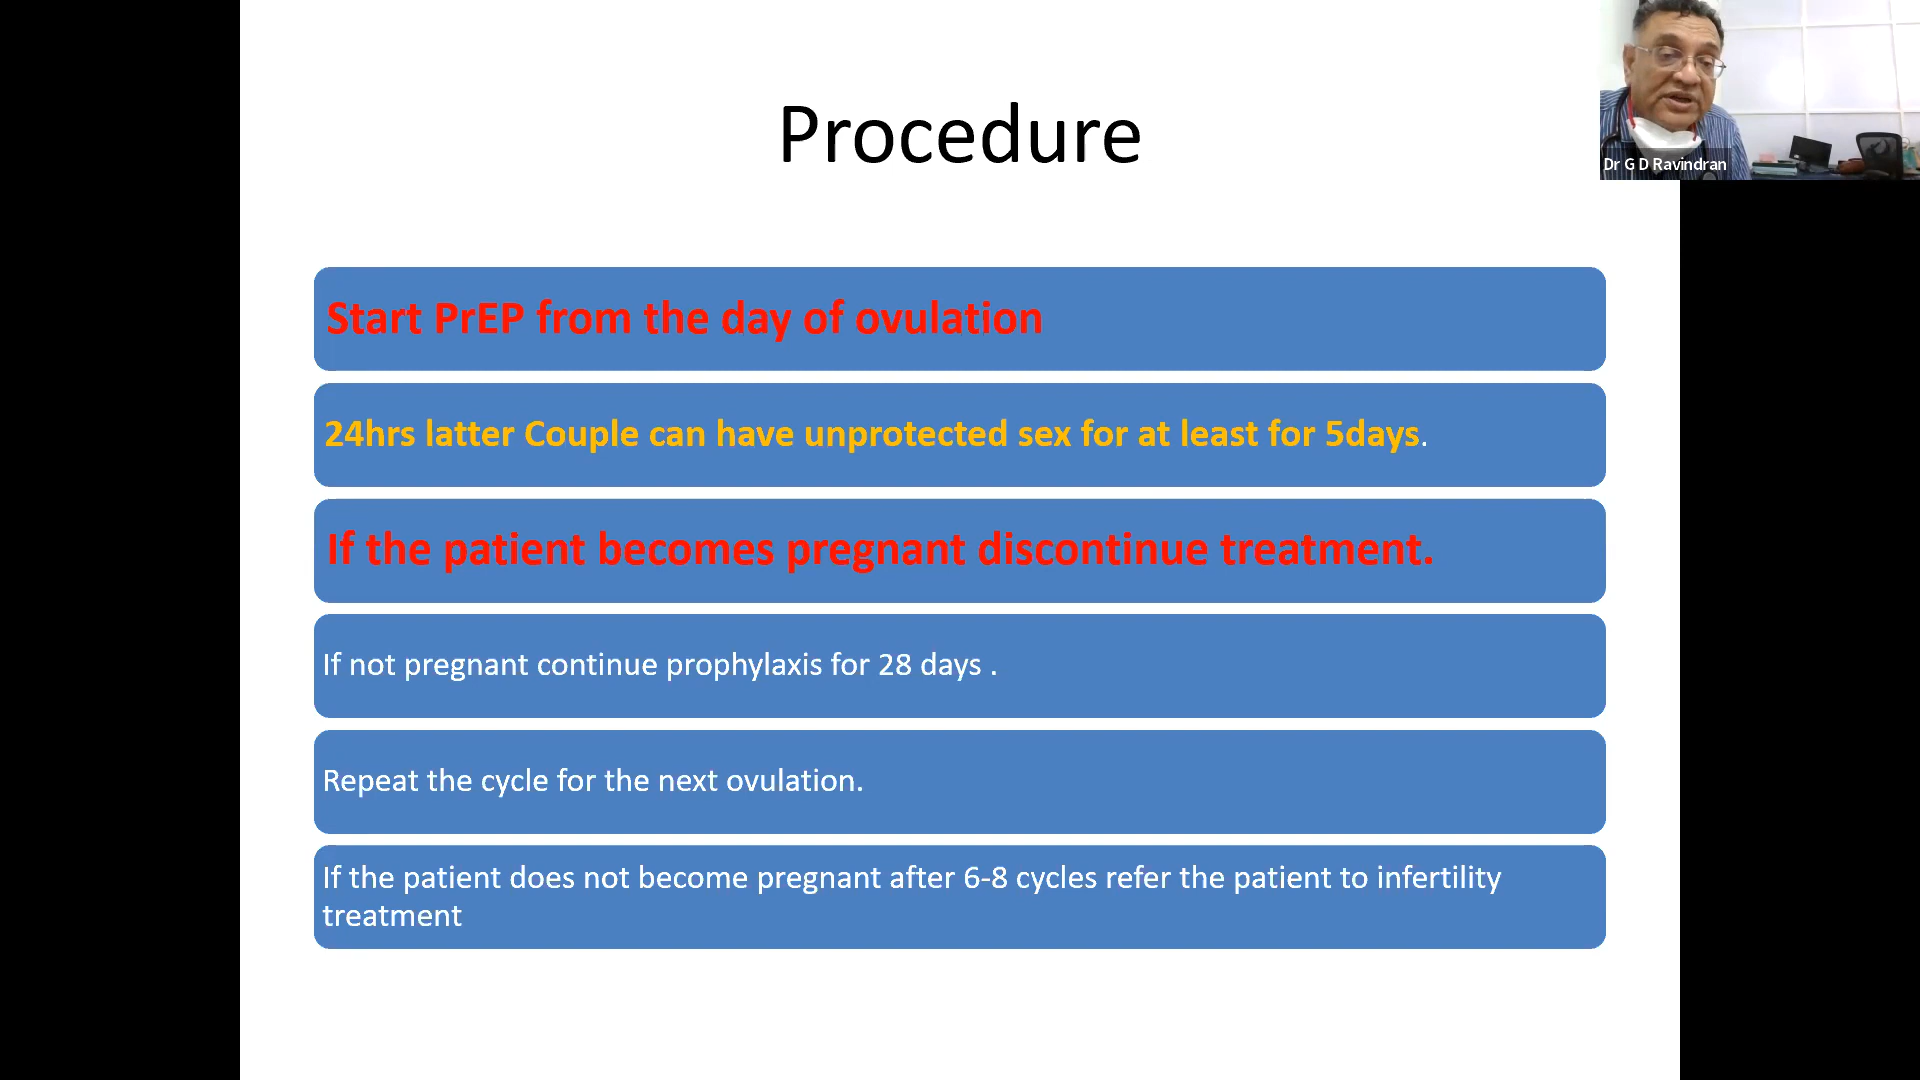 Procedure
Dr G D Ravindran
Start PrEP from the day of ovulation
24hrs latter Couple can have unprotected sex for at least for 5days.
If the patient becomes pregnant discontinue treatment.
If not pregnant continue prophylaxis for 28 days .
Repeat the cycle for the next ovulation.
If the patient does not become pregnant after 6-8 cycles refer the patient to infertility
treatment